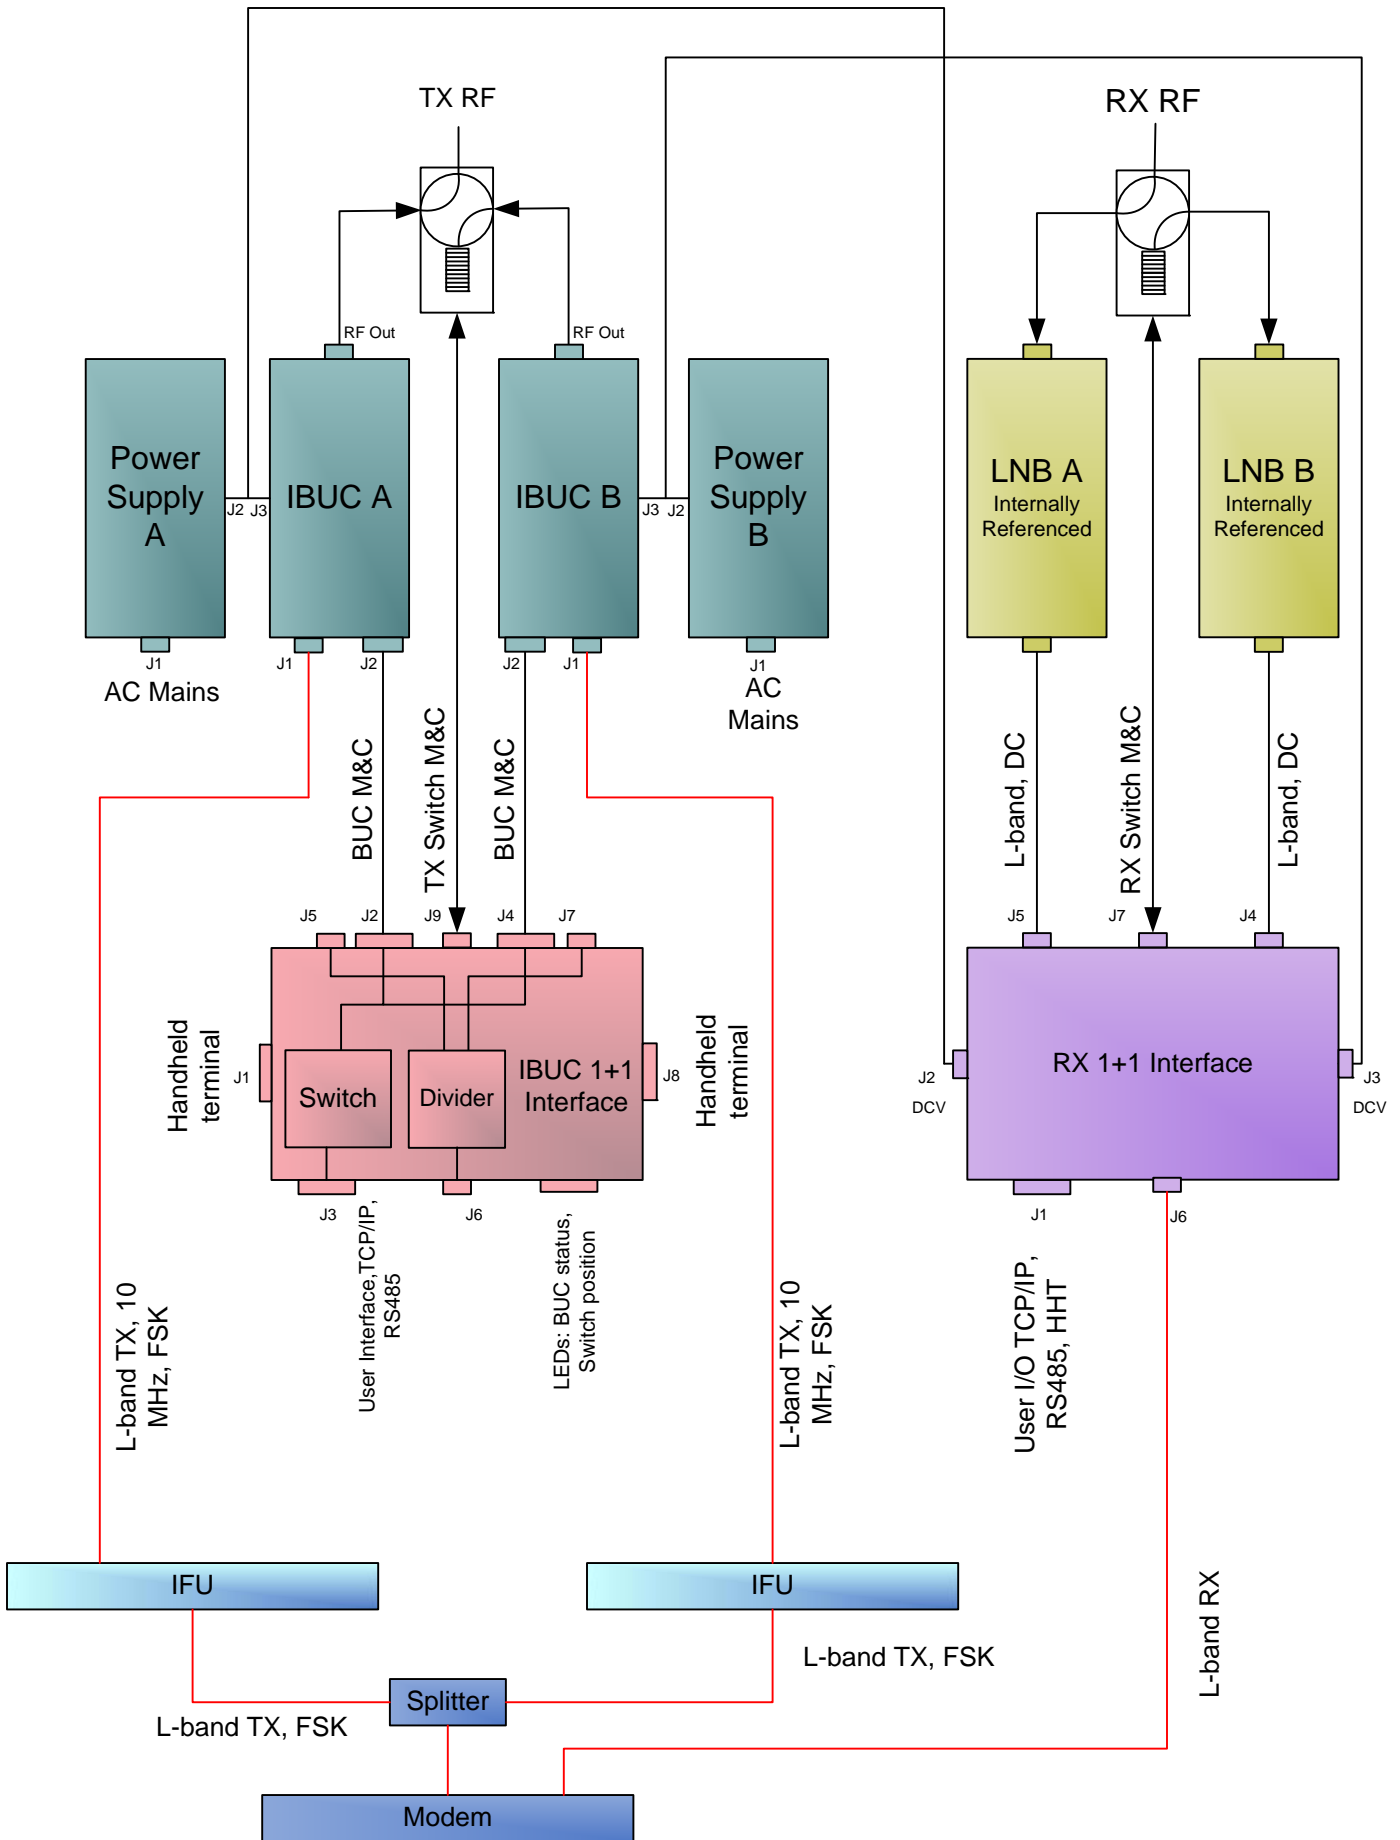 TX RF
RX RF
RF Out
RF Out
Power
Supply
A
J2
J3
IBUC A
IBUC B
J3
J2
Power
Supply
B
LNB A
Internally
Referenced
LNB B
Internally
Referenced
J1
AC Mains
J1
J2
J2
J1
J1
AC
Mains
BUC M&C
TX Switch M&C
BUC M&C
L-band, DC
RX Switch M&C
L-band, DC
J5
J2
J9
J4
J7
J5
J7
J4
Handheld
terminal
J1
Switch
Divider
IBUC 1+1
Interface
J8
Handheld
terminal
J2
DCV
RX 1+1 Interface
J3
DCV
J3
J6
J1
J6
User Interface,TCP/IP,
RS485
LEDs: BUC status,
Switch position
L-band TX, 10
MHz, FSK
L-band TX, 10
MHz, FSK
User I/O TCP/IP,
RS485, HHT
IFU
IFU
L-band RX
L-band TX, FSK
Splitter
L-band TX, FSK
Modem